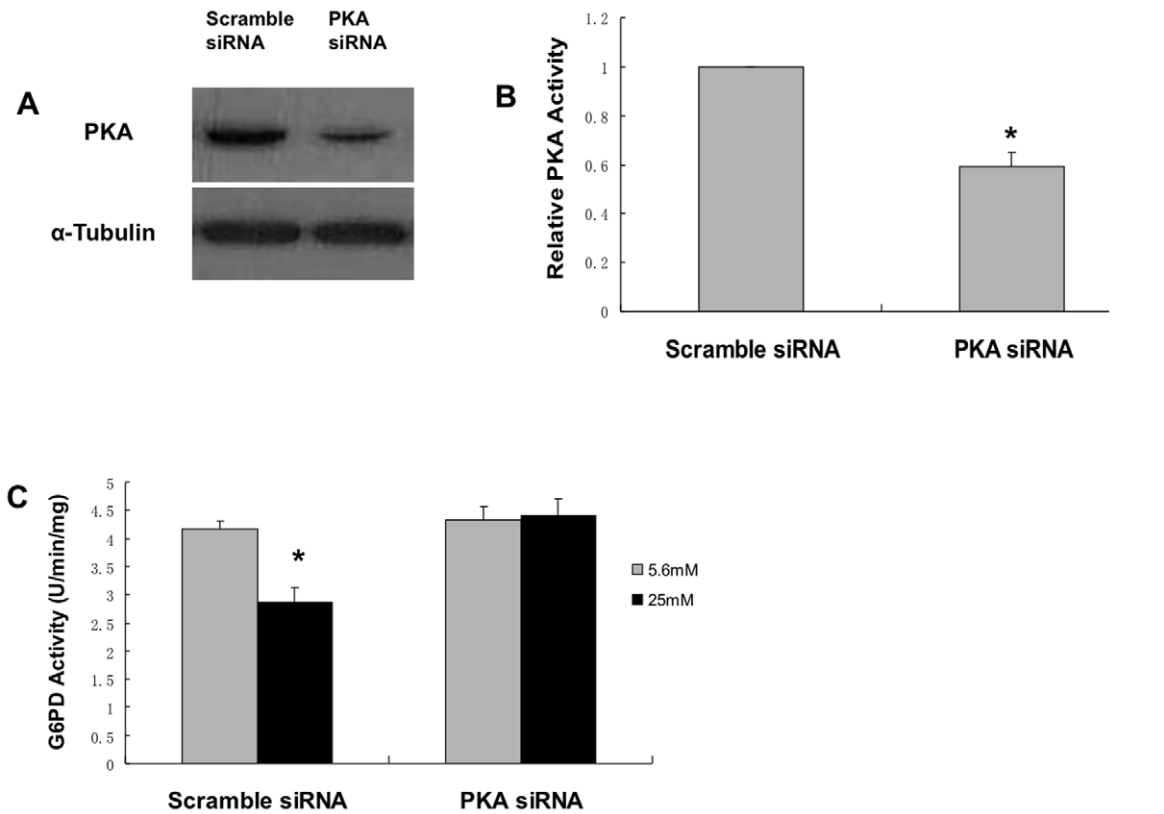 A
Scramble
siRNA
PKA
siRNA
PKA
α-Tubulin
B
Relative PKA Activity
1.2
1
0.8
0.6
0.4
0.2
0
*
Scramble siRNA
PKA siRNA
C
G6PD Activity (U/min/mg)
5
4.5
4
3.5
3
2.5
2
1.5
1
0.5
0
*
Scramble siRNA
PKA siRNA
5.6mM
25mM